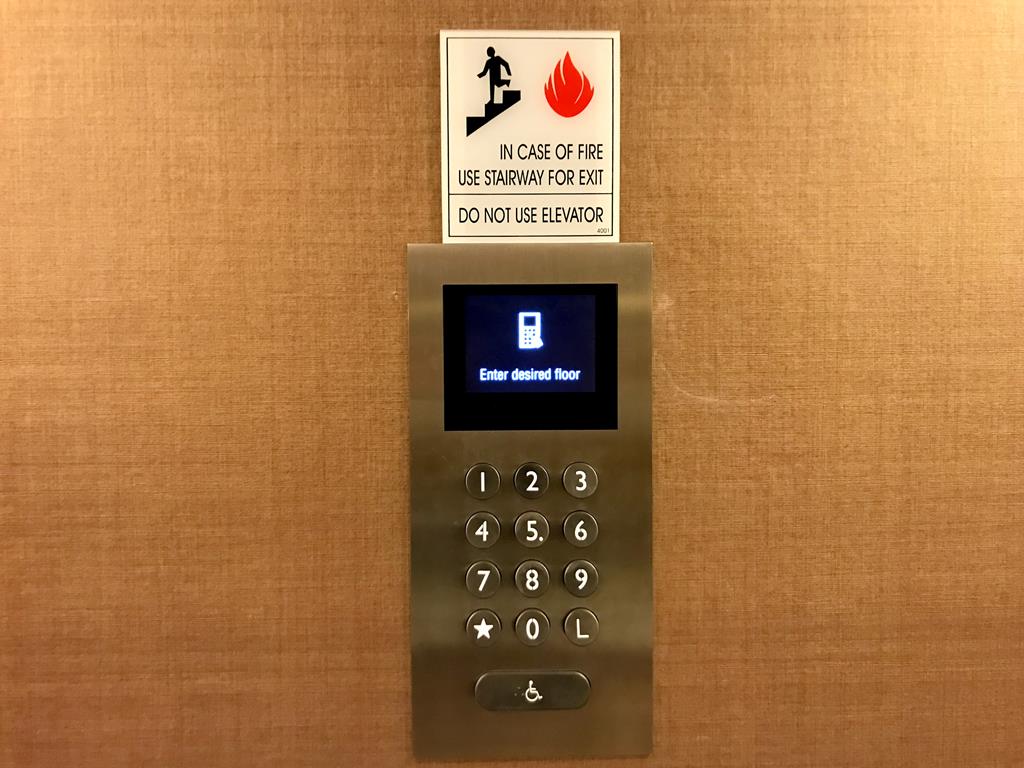 IN CASE OF FIRE
USE STAIRWAY FOR EXIT
DO NOT USE ELEVATOR
4001
Enter desired floor
1 2 3
4 5. 6
7 8 9
★ 0 L